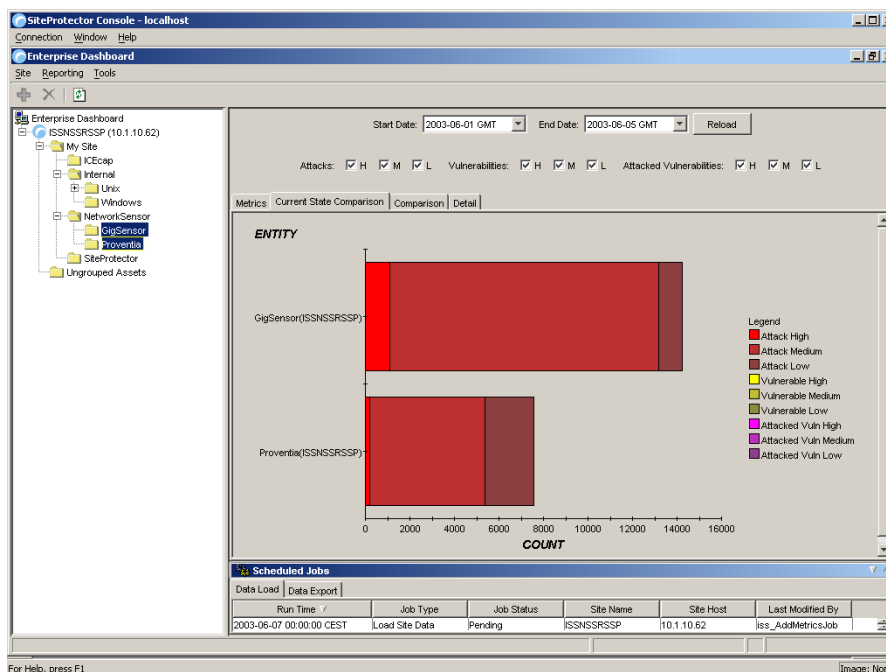 SiteProtector Console - localhost
Connection Window Help
Enterprise Dashboard
Site Reporting Tools
Enterprise Dashboard
ISSNSSRSSP (10.1.10.62)
My Site
ICEcap
Internal
Unix
Windows
NetworkSensor
GigSensor
Proventia
SiteProtector
Ungrouped Assets
Start Date: 2003-06-01 GMT End Date: 2003-06-05 GMT Reload
Attacks: H M L Vulnerabilities: H M L Attacked Vulnerabilities: H M L
Metrics Current State Comparison Comparison Detail
ENTITY
GigSensor(ISSNSSRSSP)
Proventia(ISSNSSRSSP)
0 2000 4000 6000 8000 10000 12000 14000 16000
COUNT
Legend
Attack High
Attack Medium
Attack Low
Vulnerable High
Vulnerable Medium
Vulnerable Low
Attacked Vuln High
Attacked Vuln Medium
Attacked Vuln Low
Scheduled Jobs
Data Load Data Export
Run Time Job Type Job Status Site Name Site Host Last Modified By
2003-06-07 00:00:00 CEST Load Site Data Pending ISSNSSRSSP 10.1.10.62 iss_AddMetricsJob
For Help, press F1
Image: Nor